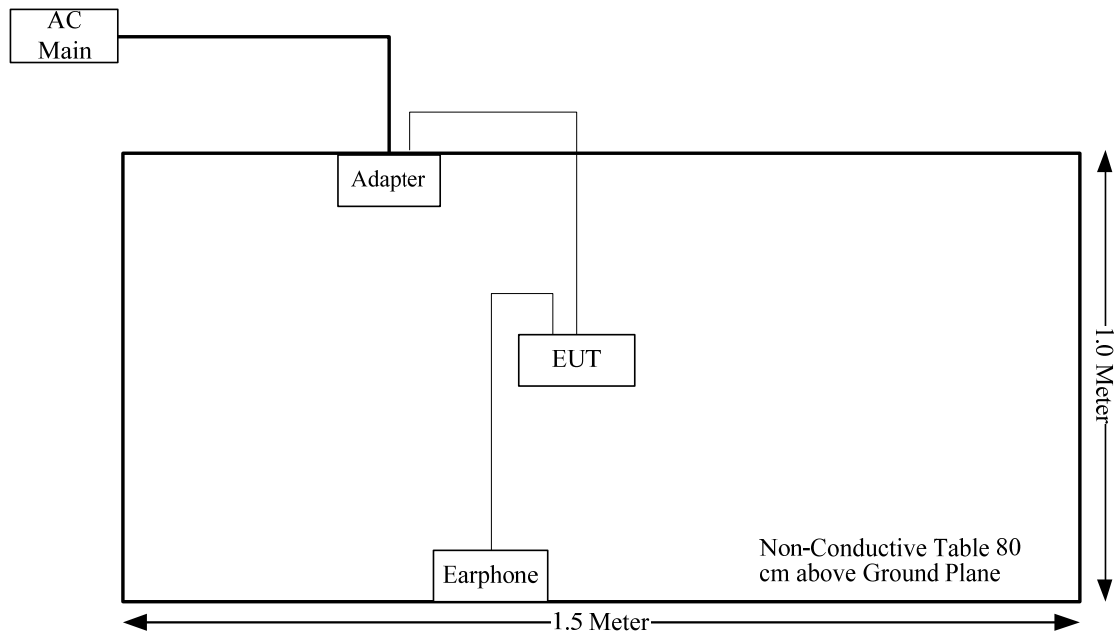 AC
Main
Adapter
EUT
1.0 Meter
Earphone
Non-Conductive Table 80
cm above Ground Plane
1.5 Meter